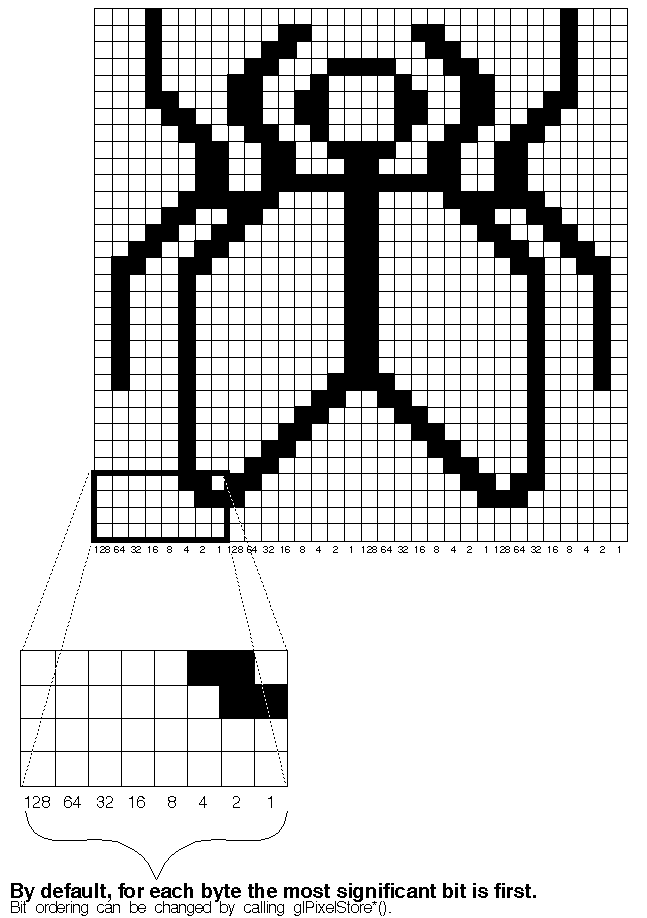 128 64 32 16 8 4 2 1 128 64 32 16 8 4 2 1 128 64 32 16 8 4 2 1 128 64 32 16 8 4 2 1
128 64 32 16 8 4 2 1
By default, for each byte the most significant bit is first.
Bit ordering can be changed by calling glPixelStore*().